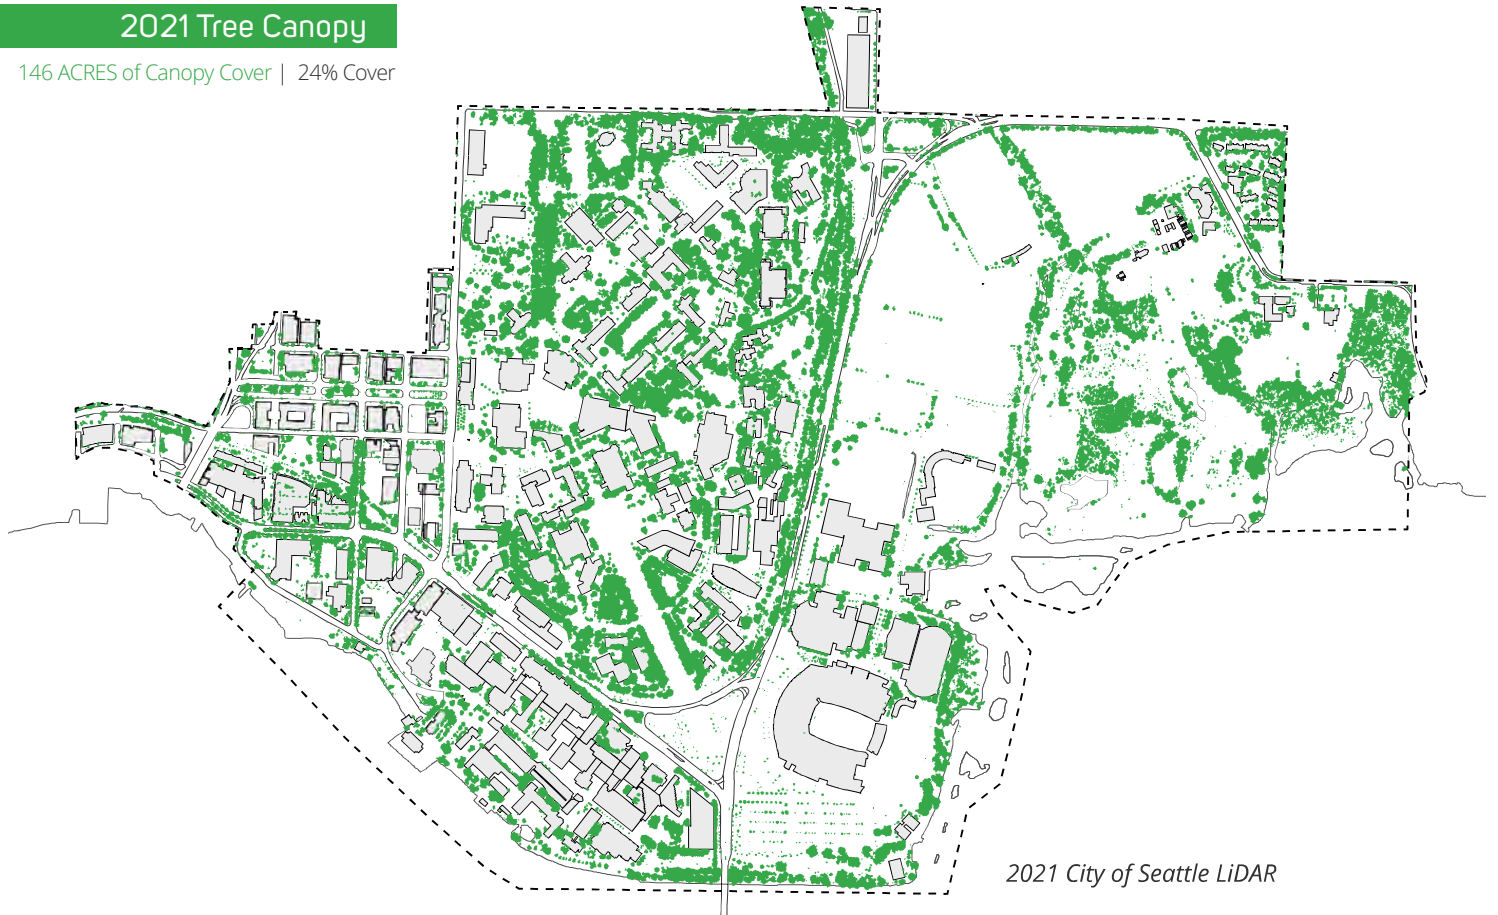 2021 Tree Canopy
146 ACRES of Canopy Cover | 24% Cover
2021 City of Seattle LiDAR